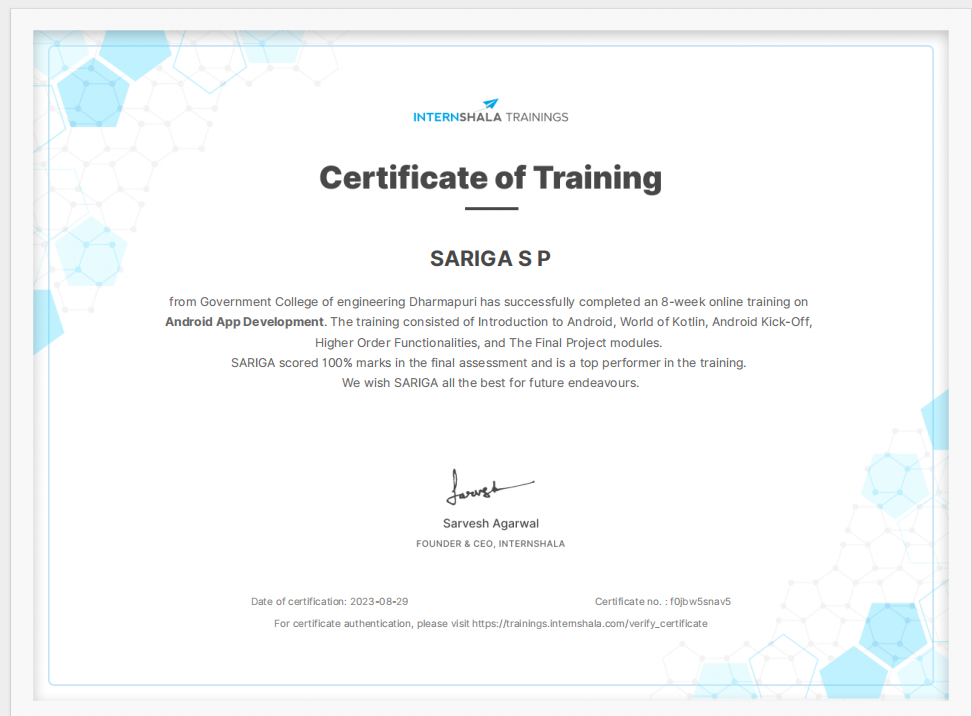 INTERNSHALA TRAININGS
Certificate of Training
SARIGA S P
from Government College of engineering Dharmapuri has successfully completed an 8-week online training on
Android App Development. The training consisted of Introduction to Android, World of Kotlin, Android Kick-Off,
Higher Order Functionalities, and The Final Project modules.
SARIGA scored 100% marks in the final assessment and is a top performer in the training.
We wish SARIGA all the best for future endeavours.
Sarvesh
Sarvesh Agarwal
FOUNDER & CEO, INTERNSHALA
Date of certification: 2023-08-29
Certificate no. : f0jbw5snav5
For certificate authentication, please visit https://trainings.internshala.com/verify_certificate